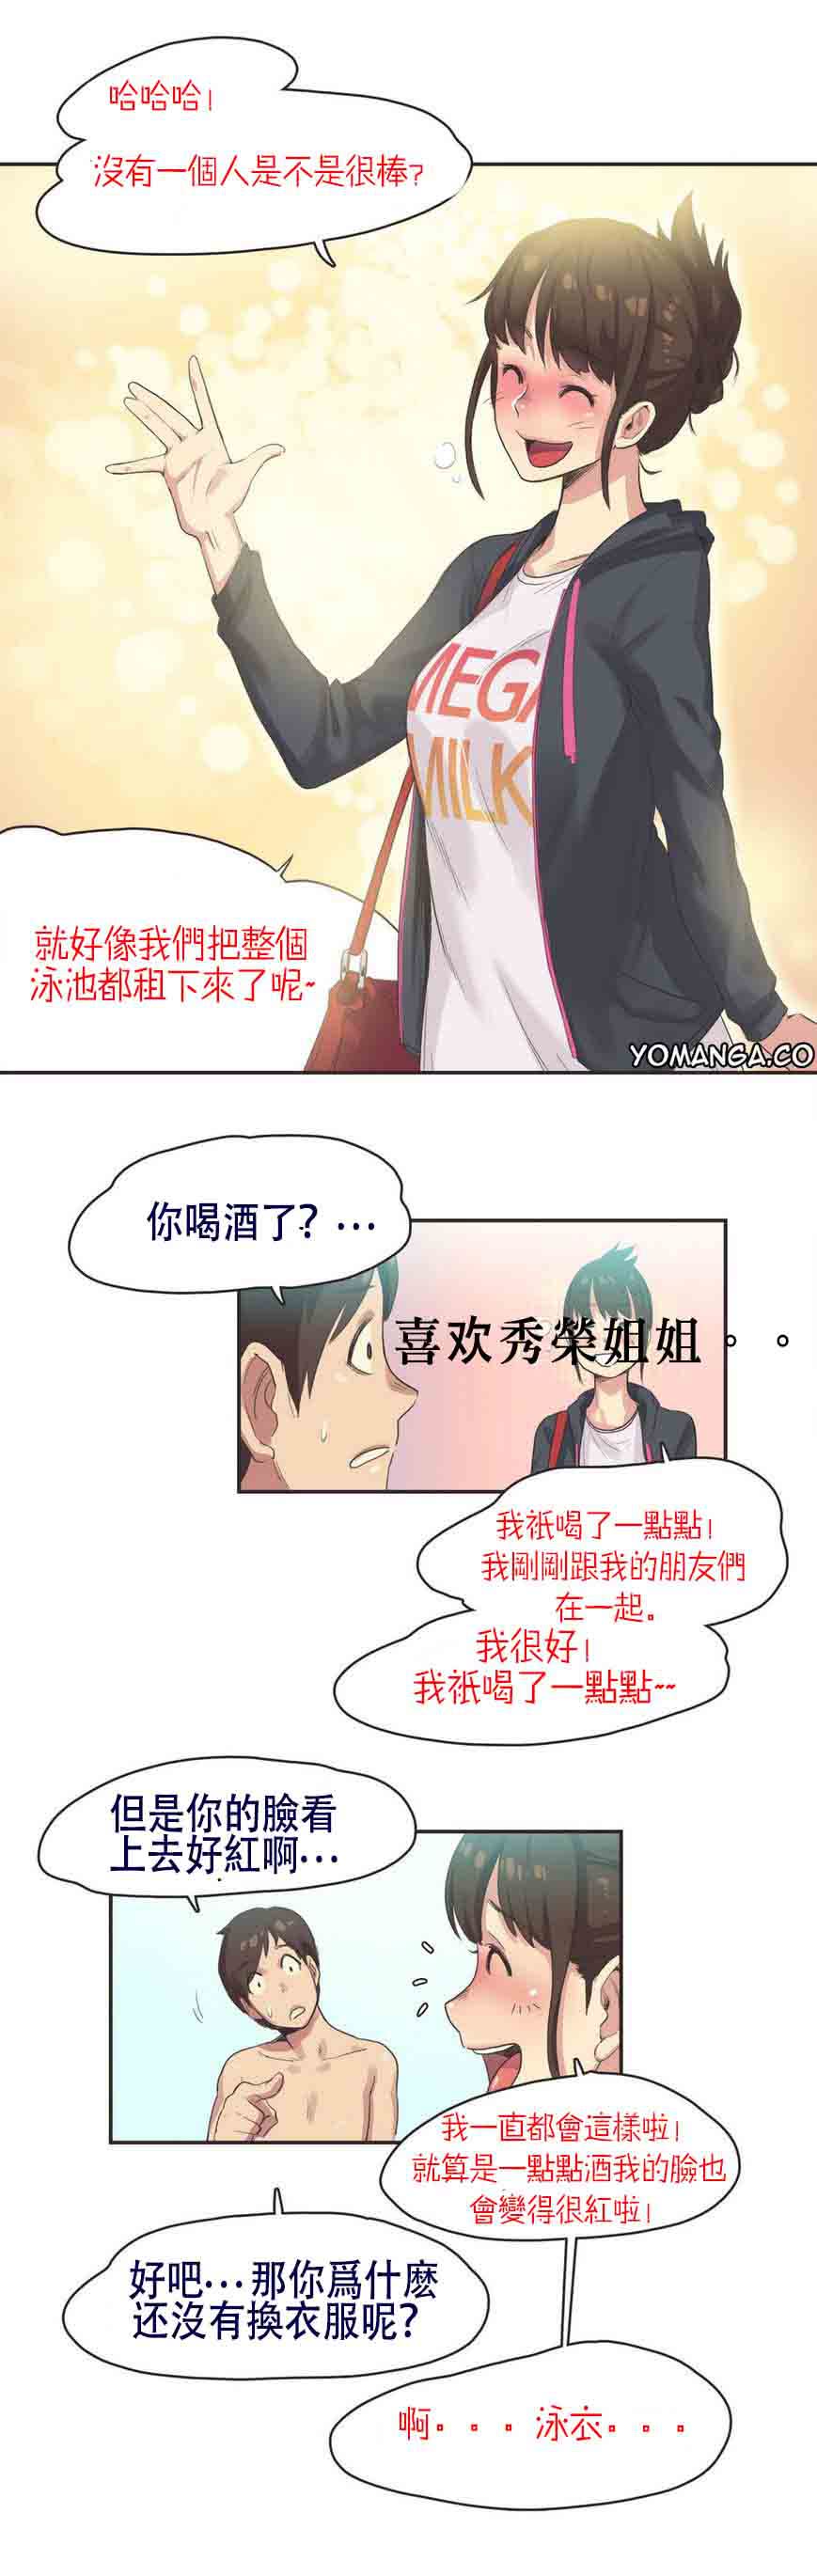 哈哈哈!
沒有一個人是不是很棒?
MEGA
MILK
就好像我們把整個
泳池都租下來了呢~
YOMANGA.CO
你喝酒了? ···
喜欢秀榮姐姐。。
我祇喝了一點點!
我剛剛跟我的朋友們
在一起。
我很好!
我祇喝了一點點~~
但是你的臉看
上去好紅啊···
我一直都會這樣啦!
就算是一點點酒我的臉也
會變得很紅啦!
好吧···那你爲什麽
还沒有換衣服呢?
啊. . . 泳衣. . .